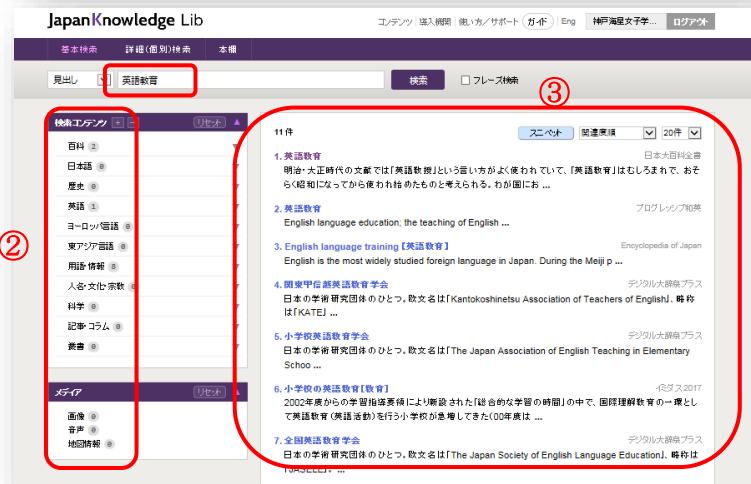 JapanKnowledge Lib
コンテンツ 導入機関 使い方/サポート ガイド Eng 神戸海星女子学... ログアウト
基本検索 詳細(個別)検索 本棚
見出し 英語教育 検索 フレーズ検索
③
検索コンテンツ + - リセット
百科 2
日本語 0
歴史 0
英語 1
ヨーロッパ言語 0
東アジア言語 0
②
用語・情報 8
人名・文化・宗教 0
科学 0
記事・コラム 0
叢書 0
メディア リセット
画像 0
音声 0
地図情報 0
11件 スニペット 関連度順 20件
1. 英語教育 日本大百科全書
明治・大正時代の文献では「英語教授」という言い方がよく使われていて、「英語教育」はむしろまれで、おそ
らく昭和になってから使われ始めたものと考えられる。わが国にお ...
2. 英語教育 プログレッシブ和英
English language education; the teaching of English ...
3. English language training【英語教育】 Encyclopedia of Japan
English is the most widely studied foreign language in Japan. During the Meiji p ...
4. 関東甲信越英語教育学会 デジタル大辞泉プラス
日本の学術研究団体のひとつ。欧文名は「Kantokoshinetsu Association of Teachers of English」、略称
は「KATE」 ...
5. 小学校英語教育学会 デジタル大辞泉プラス
日本の学術研究団体のひとつ。欧文名は「The Japan Association of English Teaching in Elementary
Schoo ...
6. 小学校の英語教育【教育】 イミダス2017
2002年度からの学習指導要領により新設された「総合的な学習の時間」の中で、国際理解教育の一環とし
て英語教育(英語活動)を行う小学校が急増してきた(00年度は ...
7. 全国英語教育学会 デジタル大辞泉プラス
日本の学術研究団体のひとつ。欧文名は「The Japan Society of English Language Education」、略称は
「JASELE」。 ...